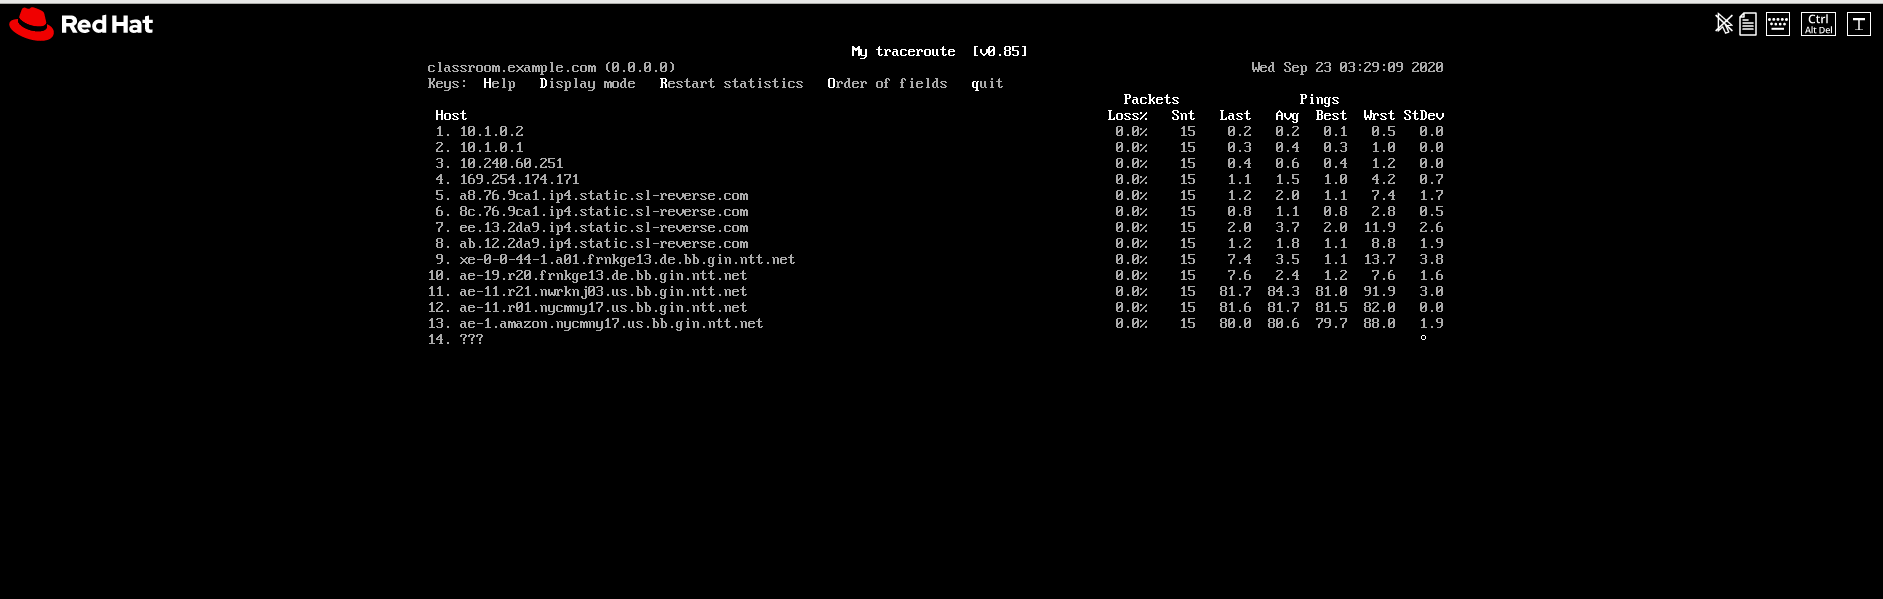 Red Hat
Ctrl
Alt Del
My traceroute [v0.85]
classroom.example.com (0.0.0.0) Wed Sep 23 03:29:09 2020
Keys: Help Display mode Restart statistics Order of fields quit
Packets Pings
Host Loss% Snt Last Avg Best Wrst StDev
1. 10.1.0.2 0.0% 15 0.2 0.2 0.1 0.5 0.0
2. 10.1.0.1 0.0% 15 0.3 0.4 0.3 1.0 0.0
3. 10.240.60.251 0.0% 15 0.4 0.6 0.4 1.2 0.0
4. 169.254.174.171 0.0% 15 1.1 1.5 1.0 4.2 0.7
5. a8.76.9ca1.ip4.static.sl-reverse.com 0.0% 15 1.2 2.0 1.1 7.4 1.7
6. 8c.76.9ca1.ip4.static.sl-reverse.com 0.0% 15 0.8 1.1 0.8 2.8 0.5
7. ee.13.2da9.ip4.static.sl-reverse.com 0.0% 15 2.0 3.7 2.0 11.9 2.6
8. ab.12.2da9.ip4.static.sl-reverse.com 0.0% 15 1.2 1.8 1.1 8.8 1.9
9. xe-0-0-44-1.a01.frnkge13.de.bb.gin.ntt.net 0.0% 15 7.4 3.5 1.1 13.7 3.8
10. ae-19.r20.frnkge13.de.bb.gin.ntt.net 0.0% 15 7.6 2.4 1.2 7.6 1.6
11. ae-11.r21.nwrknj03.us.bb.gin.ntt.net 0.0% 15 81.7 84.3 81.0 91.9 3.0
12. ae-11.r01.nycmny17.us.bb.gin.ntt.net 0.0% 15 81.6 81.7 81.5 82.0 0.0
13. ae-1.amazon.nycmny17.us.bb.gin.ntt.net 0.0% 15 80.0 80.6 79.7 88.0 1.9
14. ???